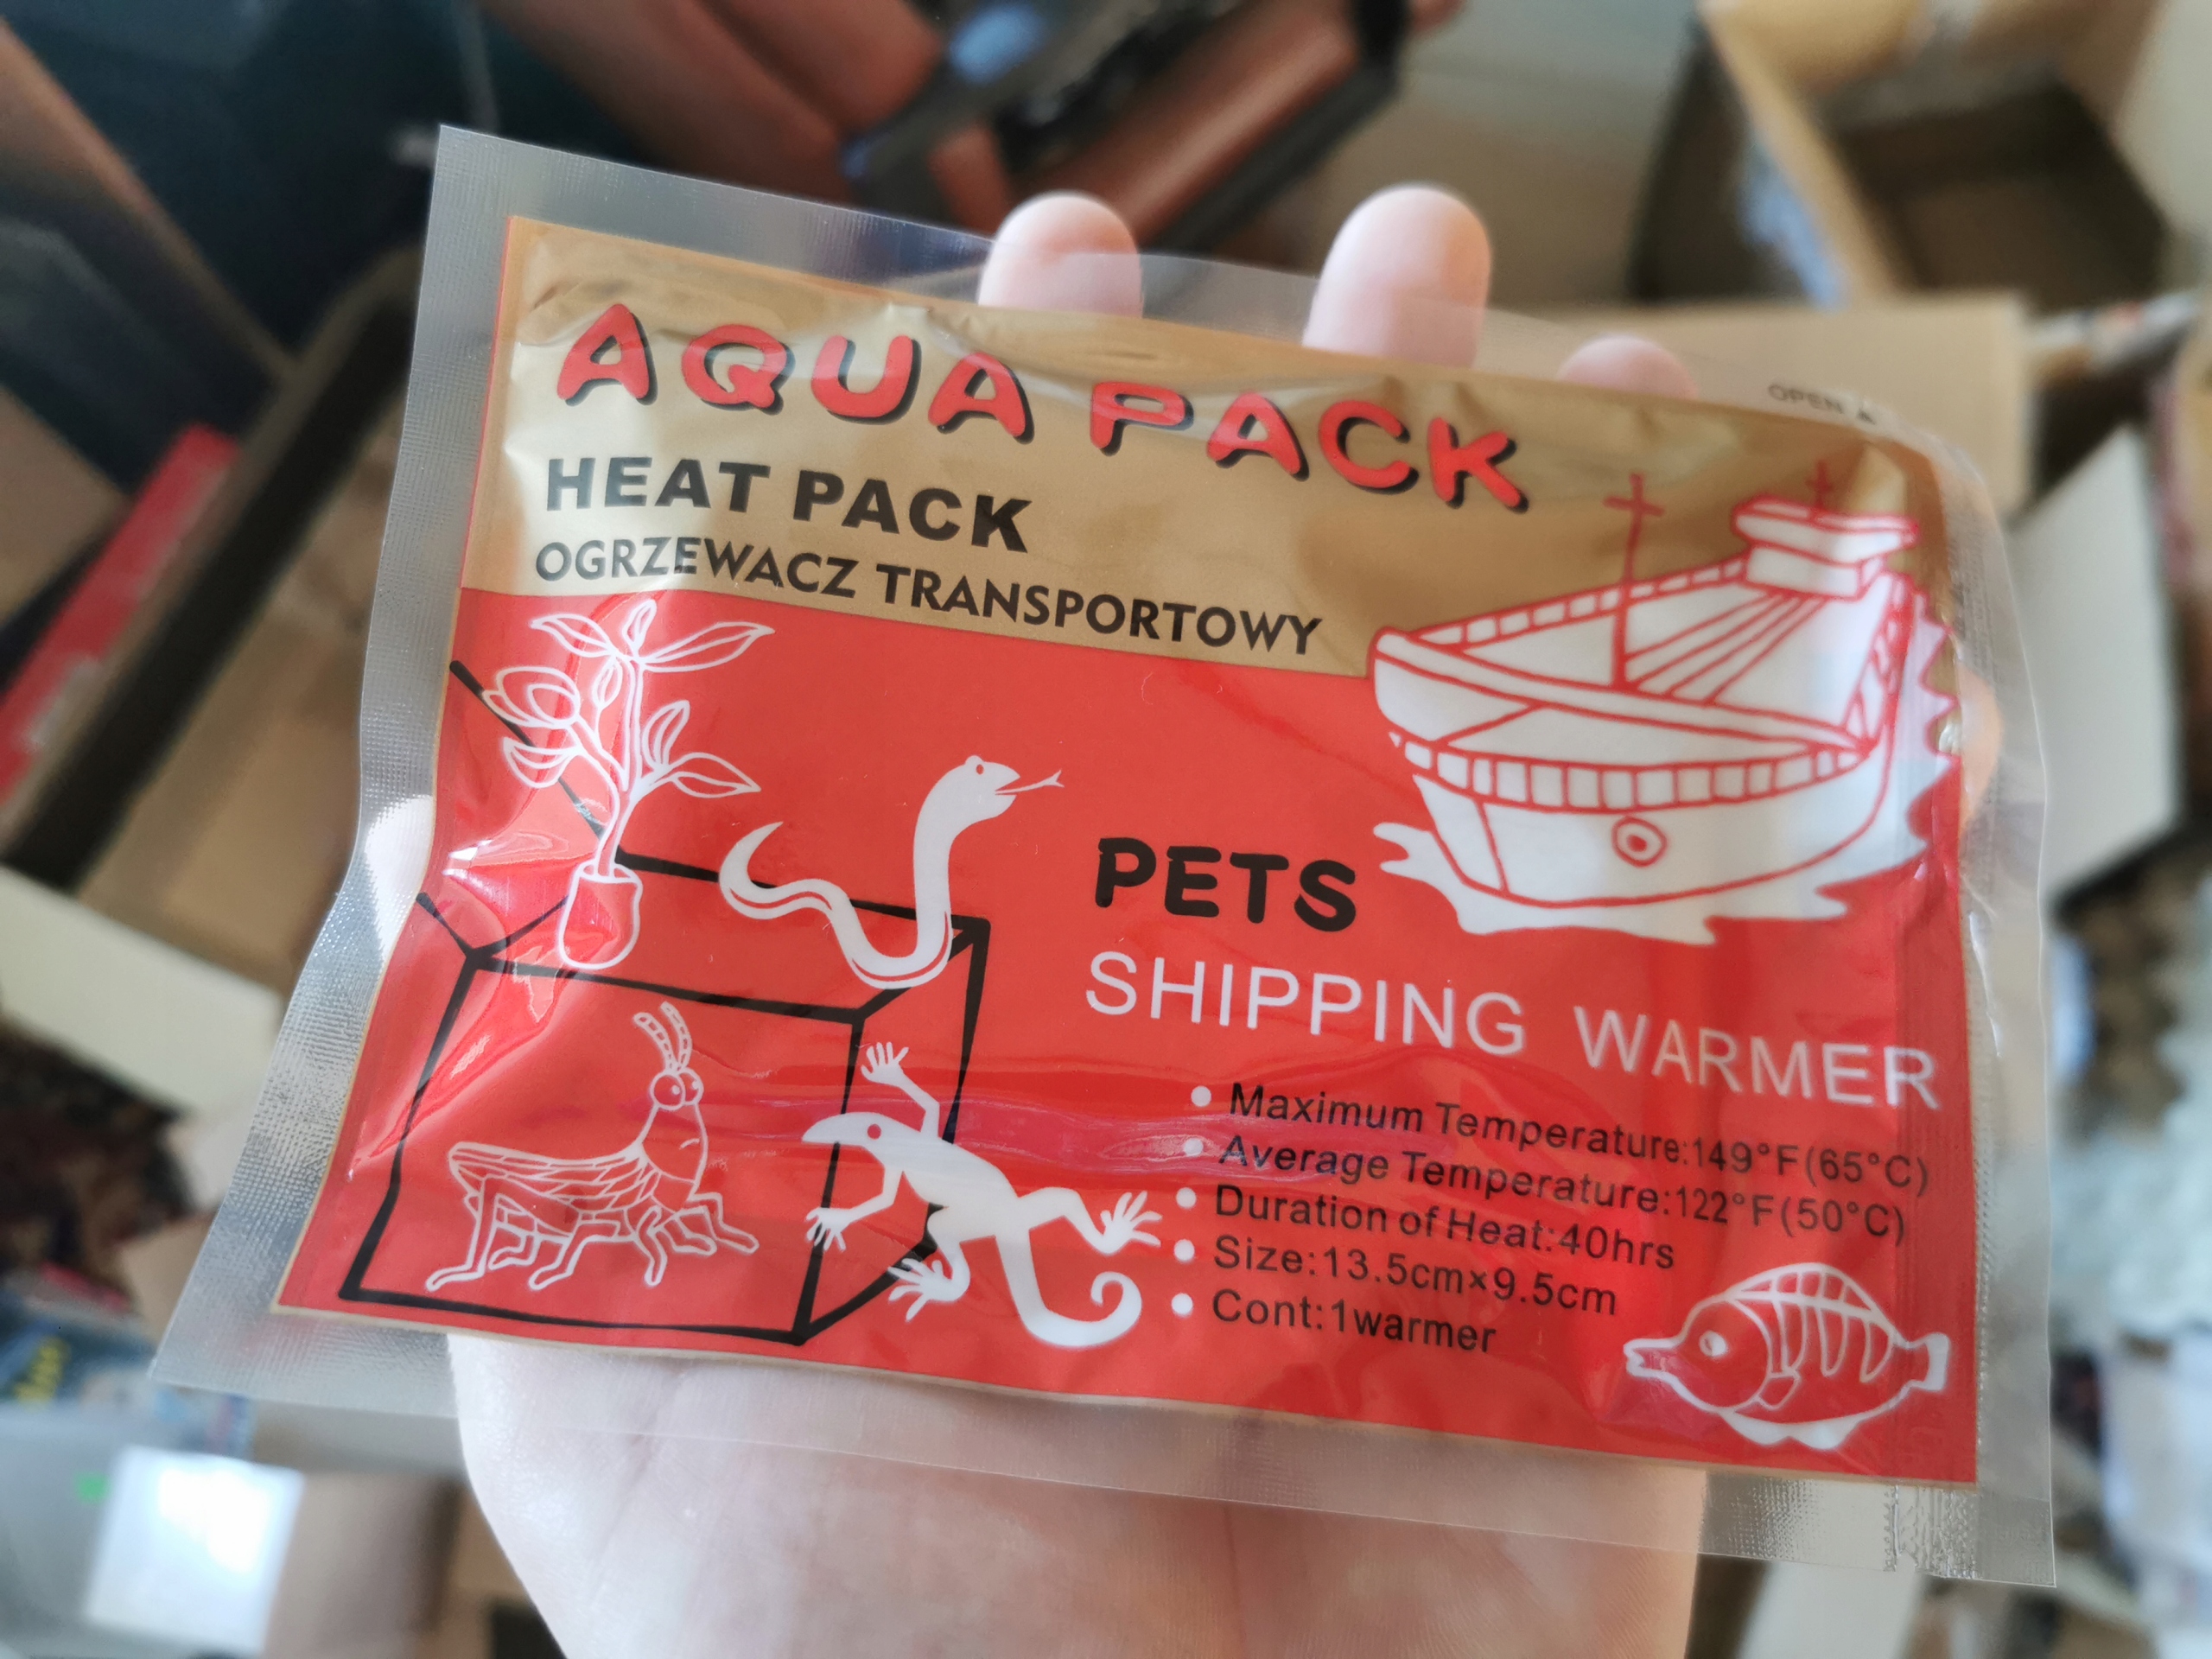 OPEN
AQUA PACK
HEAT PACK
OGRZEWACZ TRANSPORTOWY
PETS
SHIPPING WARMER
• Maximum Temperature:149°F(65°C)
• Average Temperature:122°F(50°C)
• Duration of Heat:40hrs
• Size:13.5cm×9.5cm
• Cont:1warmer